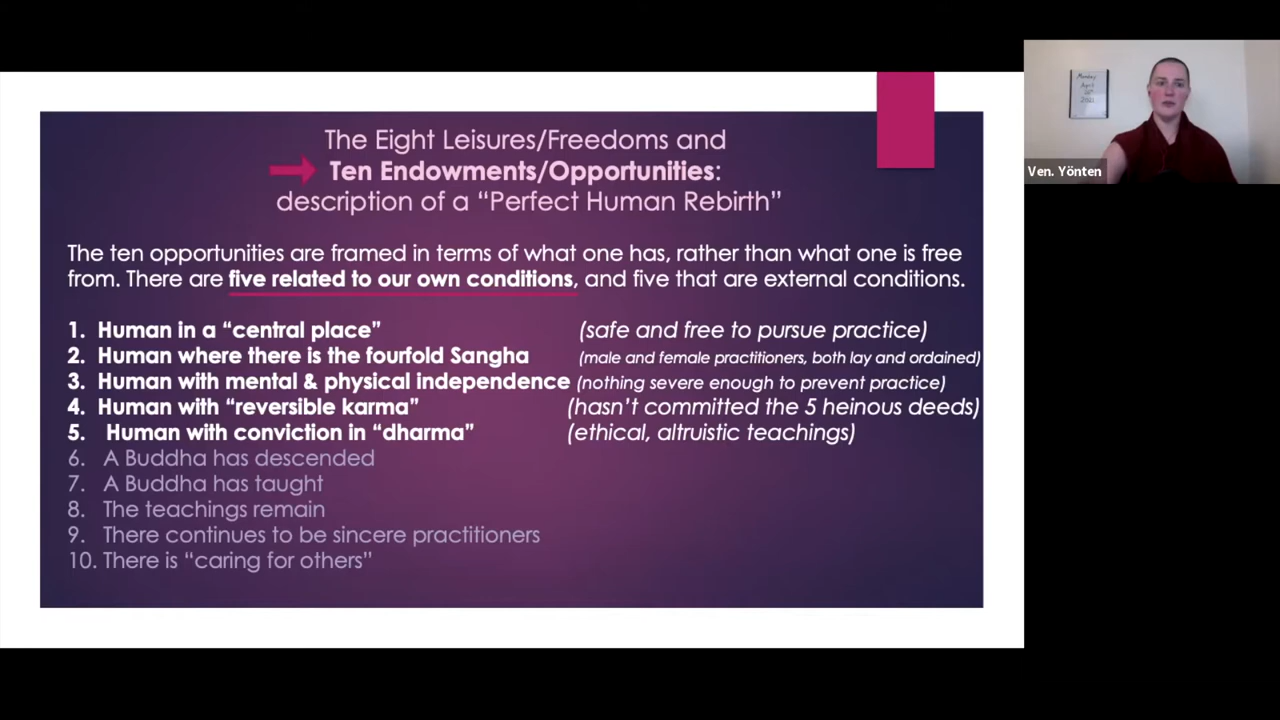 The Eight Leisures/Freedoms and
Ten Endowments/Opportunities:
description of a “Perfect Human Rebirth”
The ten opportunities are framed in terms of what one has, rather than what one is free
from. There are five related to our own conditions, and five that are external conditions.
1. Human in a “central place” (safe and free to pursue practice)
2. Human where there is the fourfold Sangha (male and female practitioners, both lay and ordained)
3. Human with mental & physical independence (nothing severe enough to prevent practice)
4. Human with “reversible karma” (hasn’t committed the 5 heinous deeds)
5. Human with conviction in “dharma” (ethical, altruistic teachings)
6. A Buddha has descended
7. A Buddha has taught
8. The teachings remain
9. There continues to be sincere practitioners
10. There is “caring for others”
Monday
April
2021
Ven. Yönten